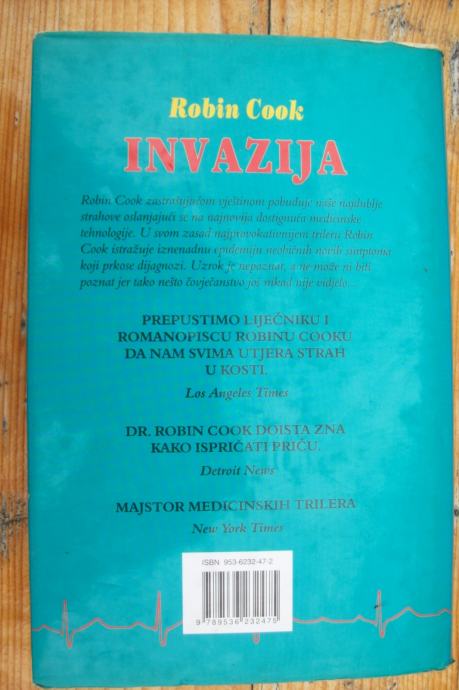 Robin Cook
INVAZIJA
Robin Cook zastrašujućom vještinom pobuđuje naše najdublje
strahove oslanjajući se na najnovija dostignuća medicinske
tehnologije. U svom zasad najprovokativnijem trileru Robin
Cook istražuje iznenadnu epidemiju neobičnih novih simptoma
koji prkose dijagnozi. Uzrok je nepoznat, a ne može ni biti
poznat jer tako nešto čovječanstvo još nikad nije vidjelo...
PREPUSTIMO LIJEČNIKU I
ROMANOPISCU ROBINU COOKU
DA NAM SVIMA UTJERA STRAH
U KOSTI.
Los Angeles Times
DR. ROBIN COOK DOISTA ZNA
KAKO ISPRIČATI PRIČU.
Detroit News
MAJSTOR MEDICINSKIH TRILERA
New York Times
ISBN 953-6232-47-2
9 789536 232475